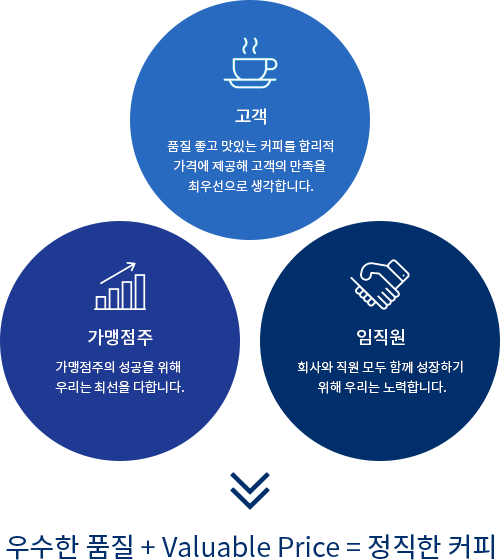 고객
품질 좋고 맛있는 커피를 합리적
가격에 제공해 고객의 만족을
최우선으로 생각합니다.
가맹점주
가맹점주의 성공을 위해
우리는 최선을 다합니다.
임직원
회사와 직원 모두 함께 성장하기
위해 우리는 노력합니다.
우수한 품질 + Valuable Price = 정직한 커피